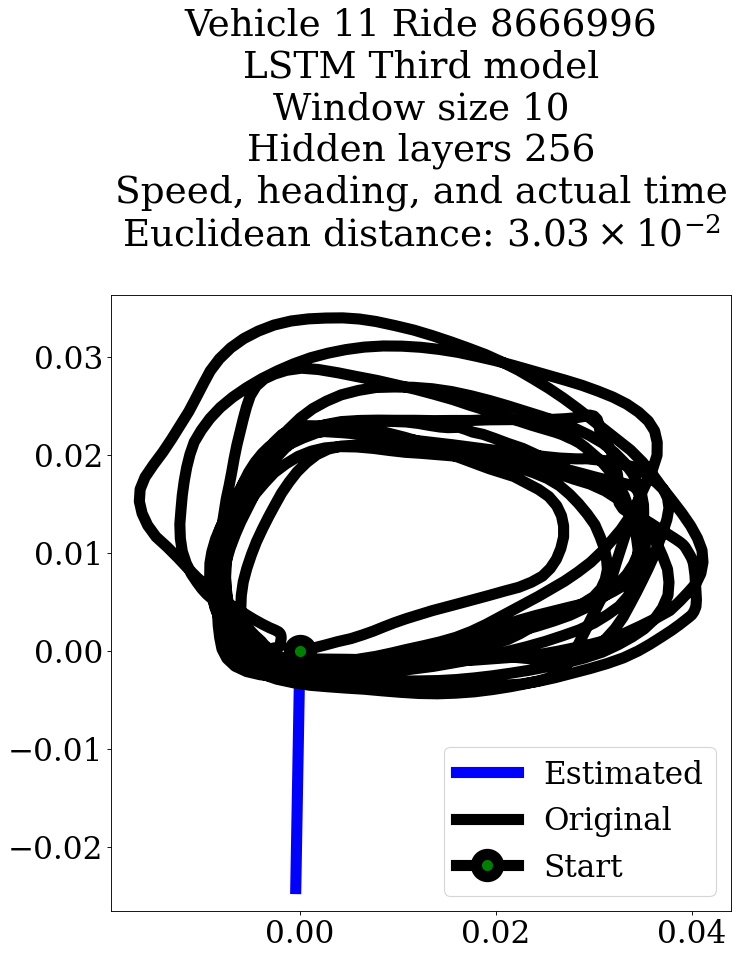 Vehicle 11 Ride 8666996
LSTM Third model
Window size 10
Hidden layers 256
Speed, heading, and actual time
Euclidean distance: 3.03 × 10⁻²
0.03
0.02
0.01
0.00
−0.01
−0.02
Estimated
Original
Start
0.00 0.02 0.04